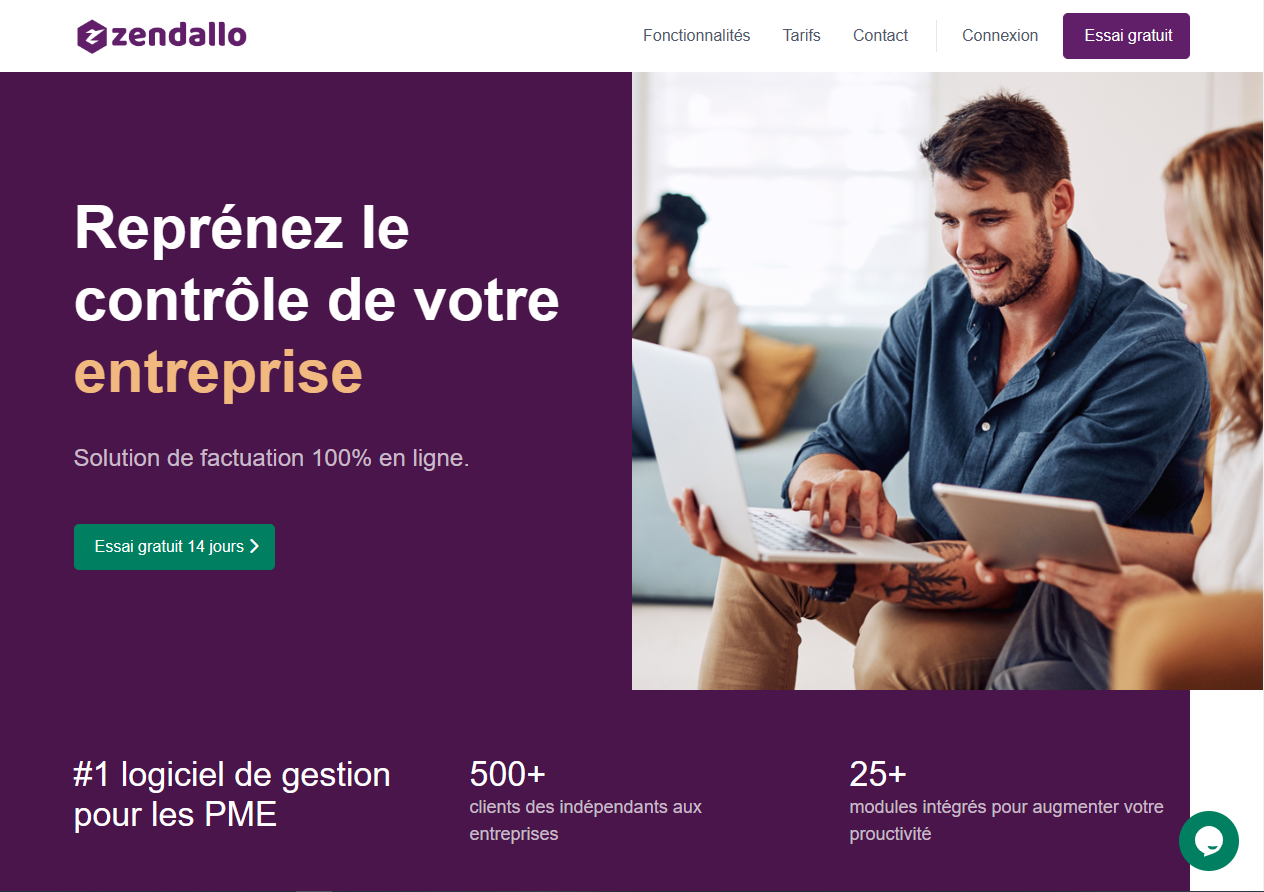 zendallo
Fonctionnalités
Tarifs
Contact
Connexion
Essai gratuit
Reprénez le
contrôle de votre
entreprise
Solution de factuation 100% en ligne.
Essai gratuit 14 jours
#1 logiciel de gestion
pour les PME
500+
clients des indépendants aux
entreprises
25+
modules intégrés pour augmenter votre
prouctivité